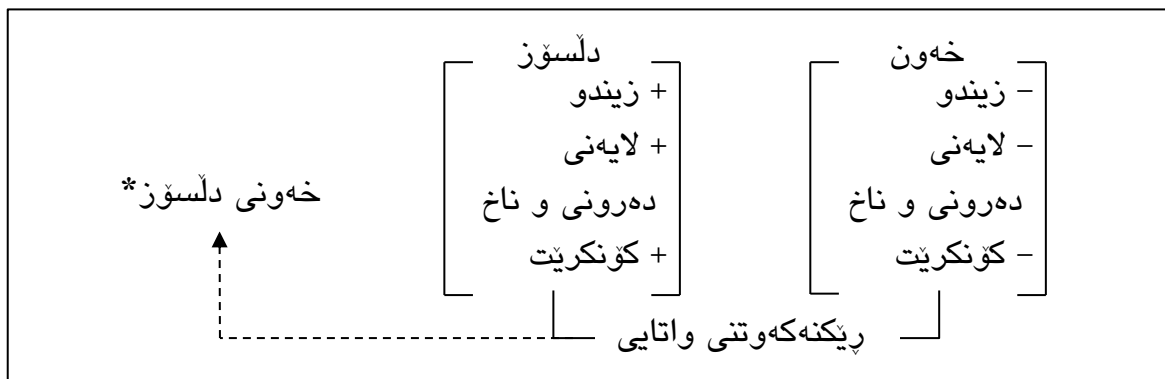 خەون
– زیندو
– لایەنی
دەرونی و ناخ
– کۆنکرێت
دڵسۆز
+ زیندو
+ لایەنی
دەرونی و ناخ
+ کۆنکرێت
ڕێکنەکەوتنی واتایی
خەونی دڵسۆز*